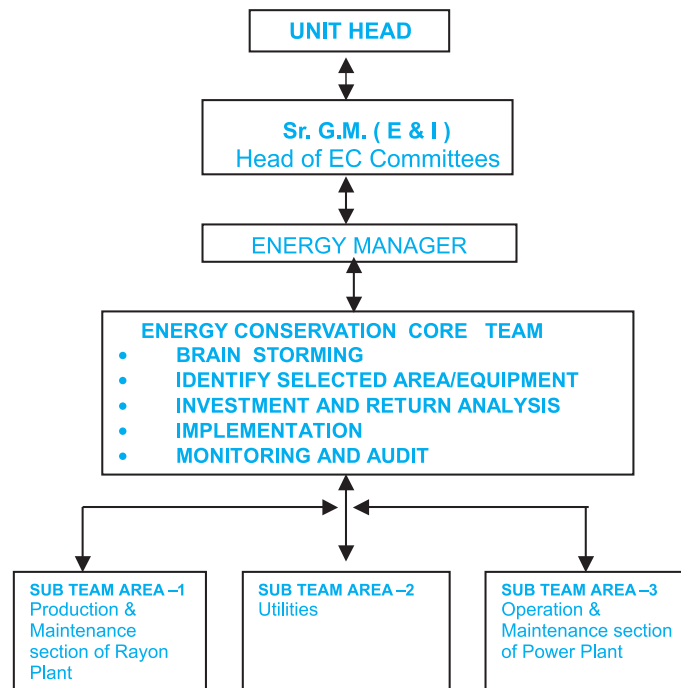 UNIT HEAD
Sr. G.M. ( E & I )
Head of EC Committees
ENERGY MANAGER
ENERGY CONSERVATION CORE TEAM
• BRAIN STORMING
• IDENTIFY SELECTED AREA/EQUIPMENT
• INVESTMENT AND RETURN ANALYSIS
• IMPLEMENTATION
• MONITORING AND AUDIT
SUB TEAM AREA –1
Production &
Maintenance
section of Rayon
Plant
SUB TEAM AREA –2
Utilities
SUB TEAM AREA –3
Operation &
Maintenance section
of Power Plant